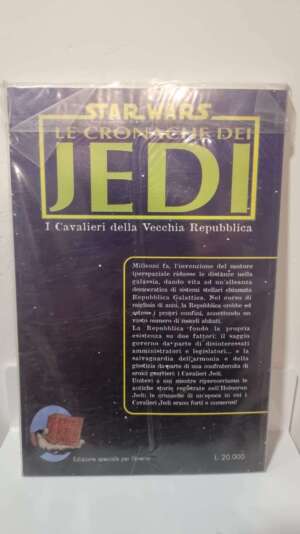 STAR WARS
LE CRONACHE DEI
JEDI
I Cavalieri della Vecchia Repubblica
Millenni fa, l'invenzione del motore
iperspaziale ridusse le distanze nella
galassia, dando vita ad un'alleanza
democratica di sistemi stellari chiamata
Repubblica Galattica. Nel corso di
migliaia di anni, la Repubblica crebbe ed
estese i propri confini, annettendo un
vasto numero di mondi abitati.
La Repubblica fondò la propria
esistenza su due fattori: il saggio
governo da parte di disinteressati
amministratori e legislatori... e la
salvaguardia dell'armonia e della
giustizia da parte di una confraternita di
eroici guerrieri: i Cavalieri Jedi.
Unitevi a noi mentre ripercorriamo le
antiche storie registrate nell'Holocron
Jedi: le cronache di un'epoca in cui i
Cavalieri Jedi erano forti e numerosi!
Edizione speciale per
L. 20.000